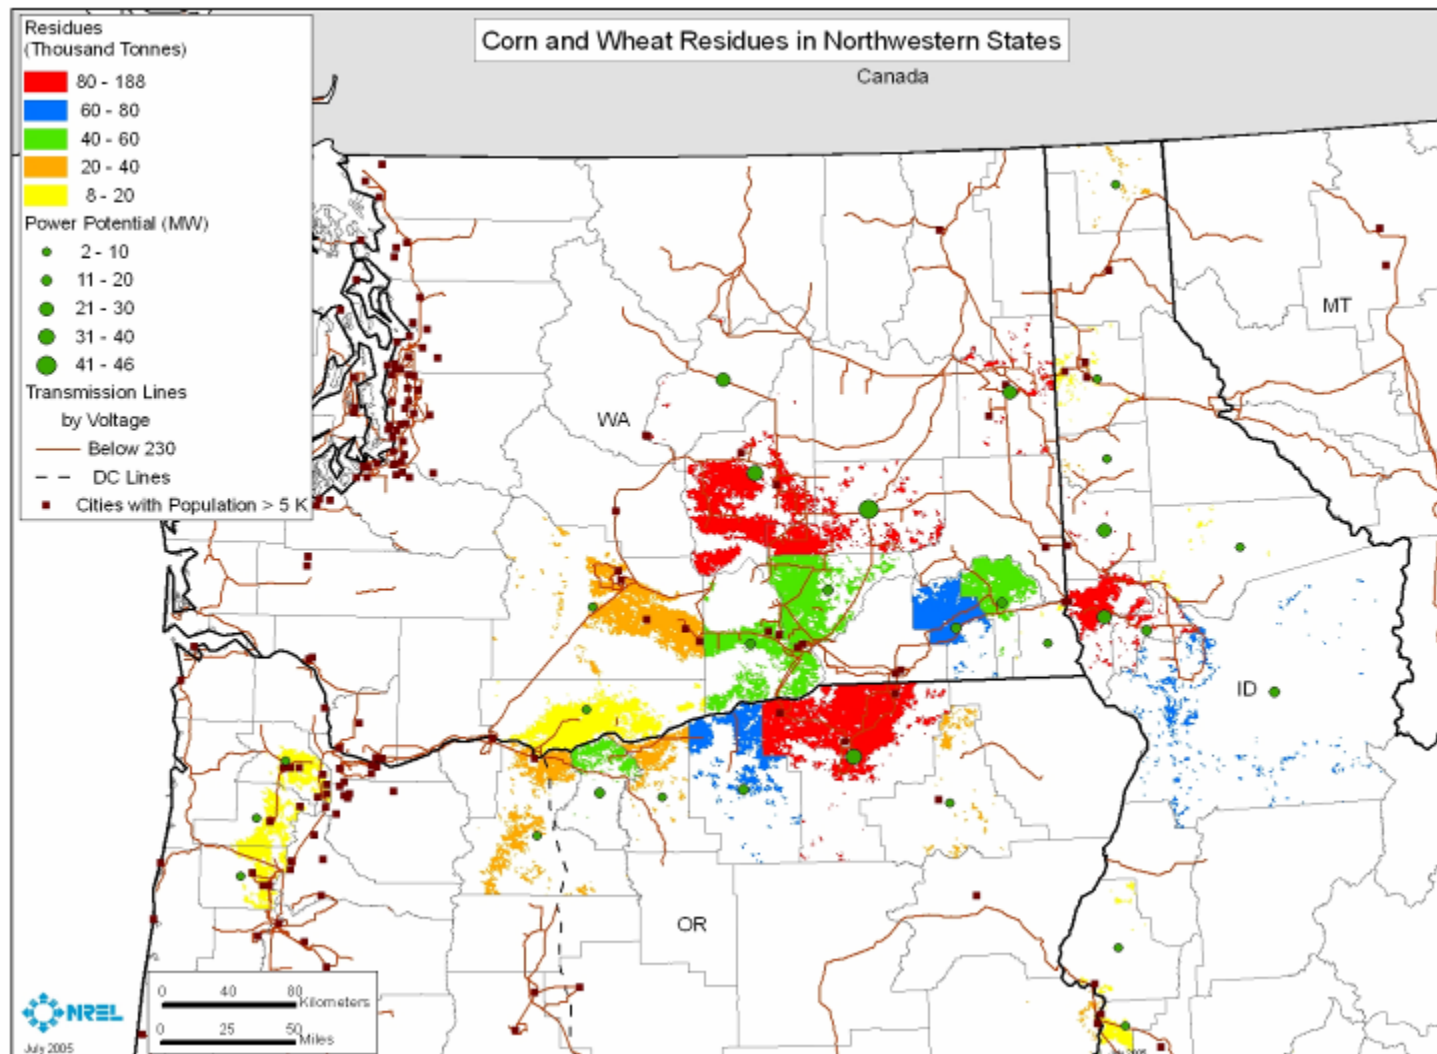 Residues
(Thousand Tonnes)
80 - 188
60 - 80
40 - 60
20 - 40
8 - 20
Power Potential (MW)
2 - 10
11 - 20
21 - 30
31 - 40
41 - 46
Transmission Lines
by Voltage
Below 230
DC Lines
Cities with Population > 5 K
Corn and Wheat Residues in Northwestern States
Canada
MT
WA
ID
OR
0 40 80
Kilometers
0 25 50
Miles
NREL
July 2005